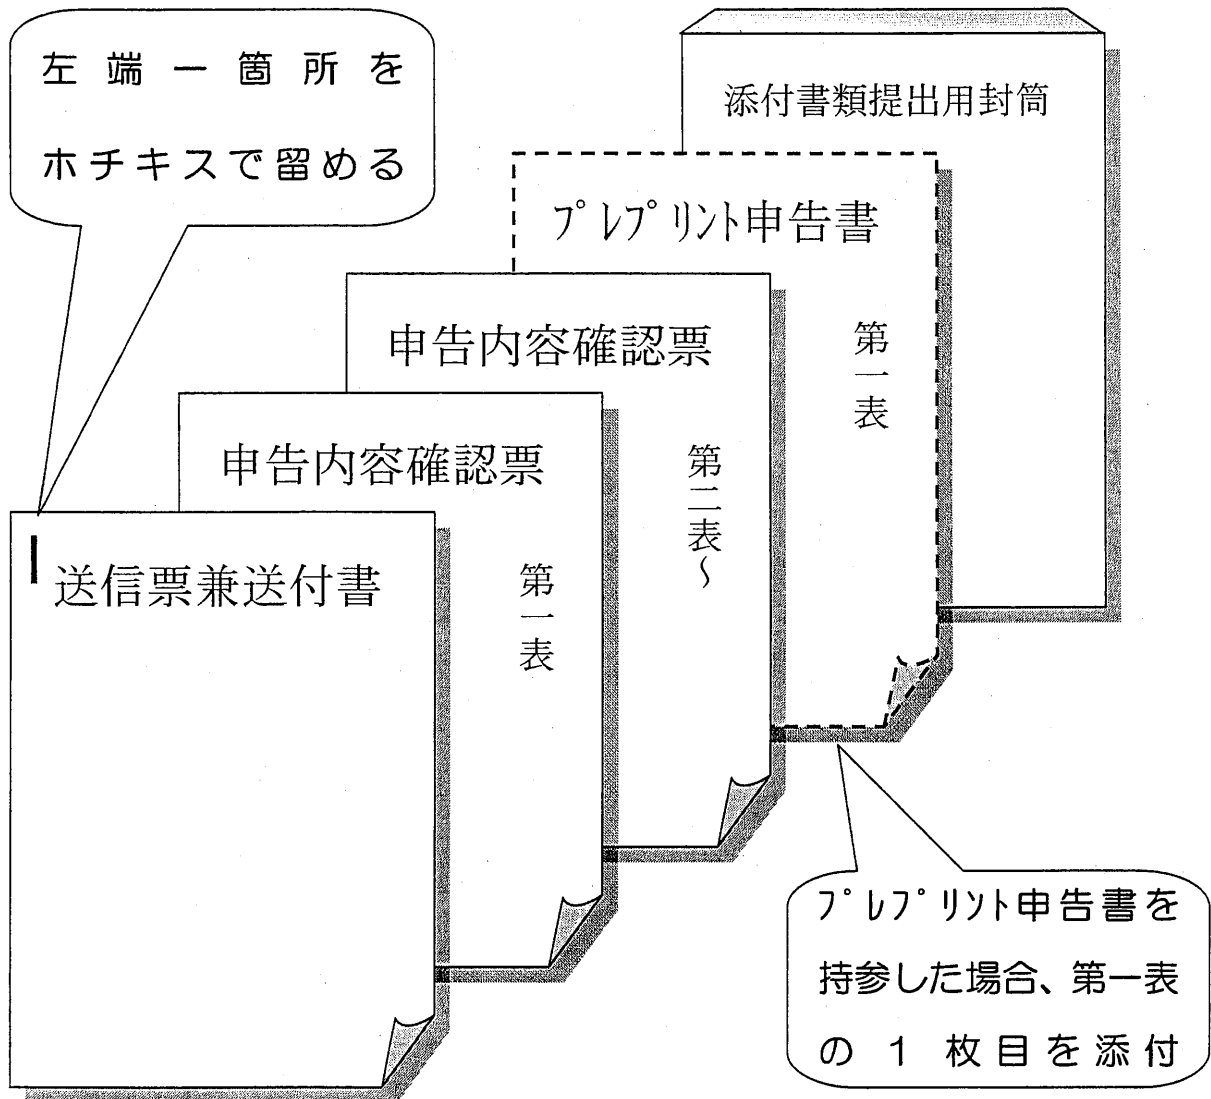 左端一箇所を
ホチキスで留める
添付書類提出用封筒
プレプリント申告書
第一表
申告内容確認票
第二表~
申告内容確認票
第一表
送信票兼送付書
プレプリント申告書を
持参した場合、第一表
の1枚目を添付